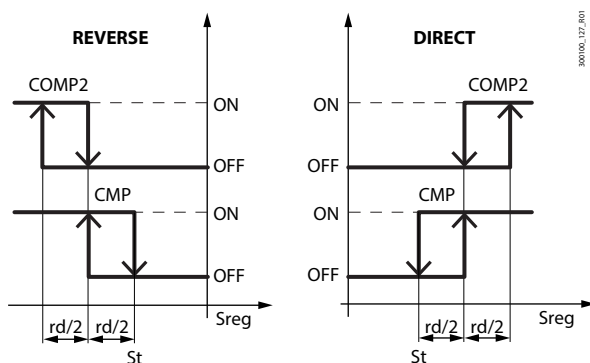 REVERSE
COMP2
ON
OFF
CMP
ON
OFF
Sreg
rd/2 rd/2
St
DIRECT
COMP2
ON
OFF
CMP
ON
OFF
Sreg
rd/2 rd/2
St
300100_127_R01